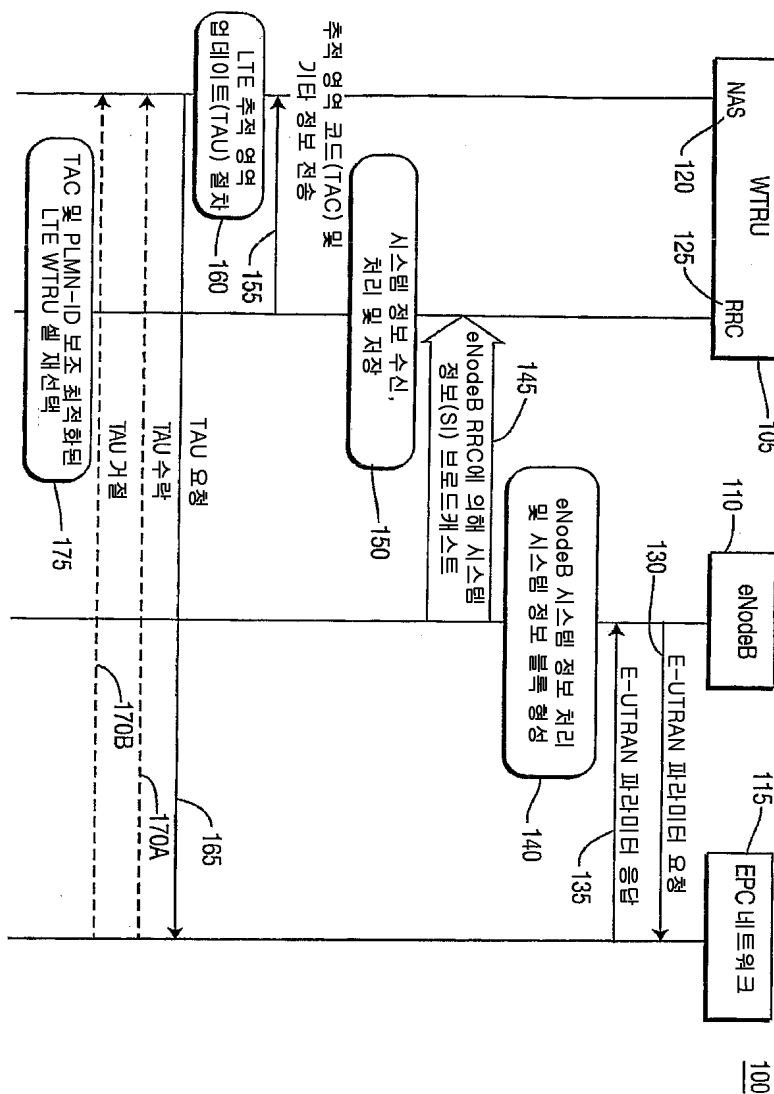 100
WTRU
NAS
120
125
RRC
105
110
eNodeB
115
EPC 네트워크
130
E-UTRAN 파라미터 요청
E-UTRAN 파라미터 응답
135
eNodeB 시스템 정보 처리
및 시스템 정보 블록 형성
140
145
eNodeB RRC에 의해 시스템
정보(SI) 브로드캐스트
시스템 정보 수신,
처리 및 저장
150
추적 영역 코드(TAC) 및
기타 정보 전송
155
LTE 추적 영역
업데이트(TAU) 절차
160
TAU 요청
165
TAU 수락
170A
TAU 거절
170B
TAC 및 PLMN-ID 보조 최적화된
LTE WTRU 셀 재선택
175